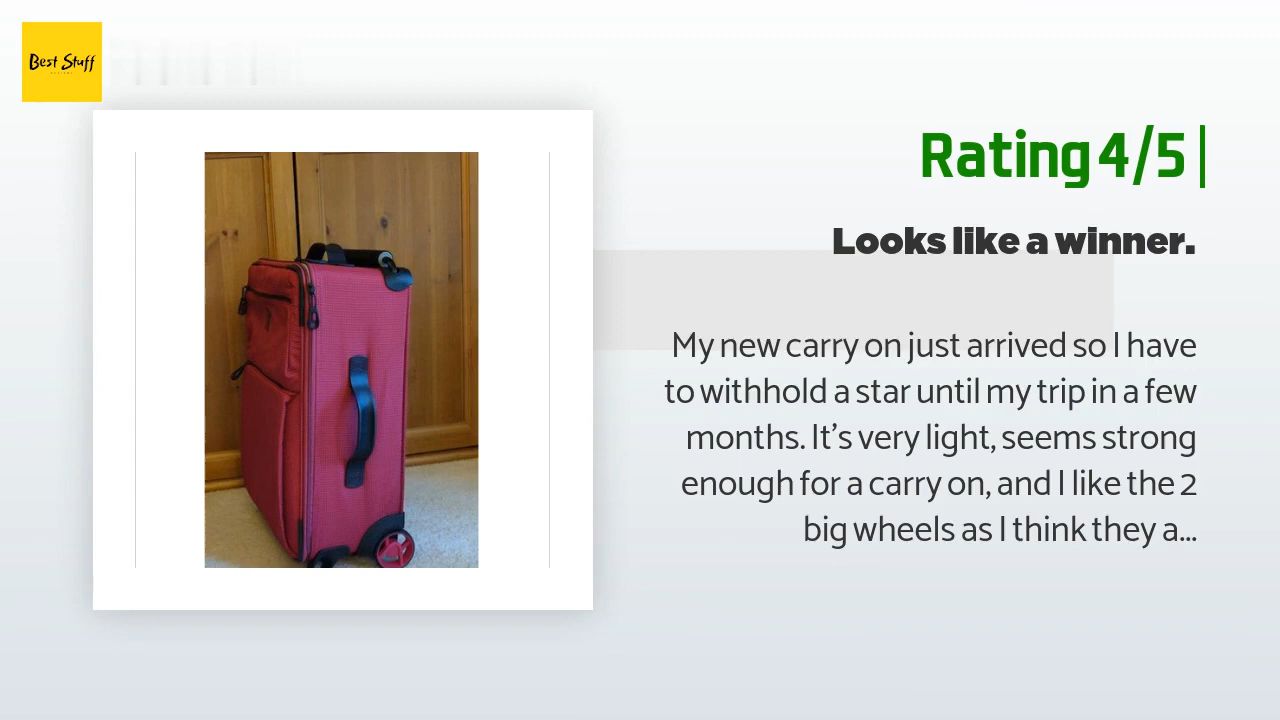 Best Stuff
Rating 4/5 |
Looks like a winner.
My new carry on just arrived so I have
to withhold a star until my trip in a few
months. It's very light, seems strong
enough for a carry on, and I like the 2
big wheels as I think they a...